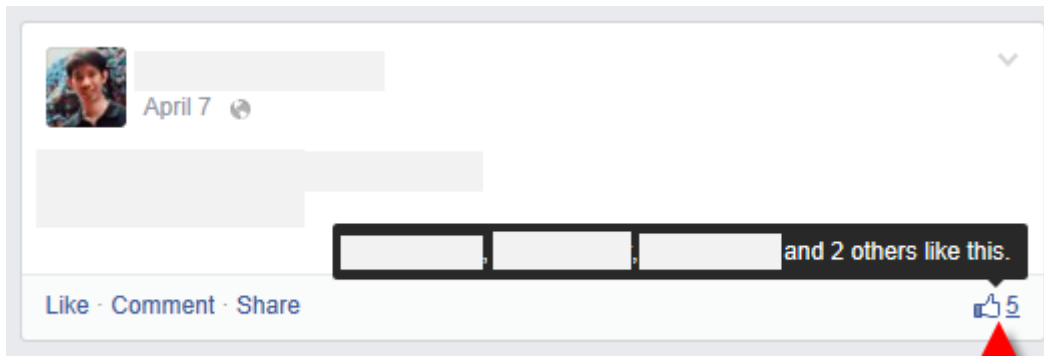 April 7
, , and 2 others like this.
Like · Comment · Share
5